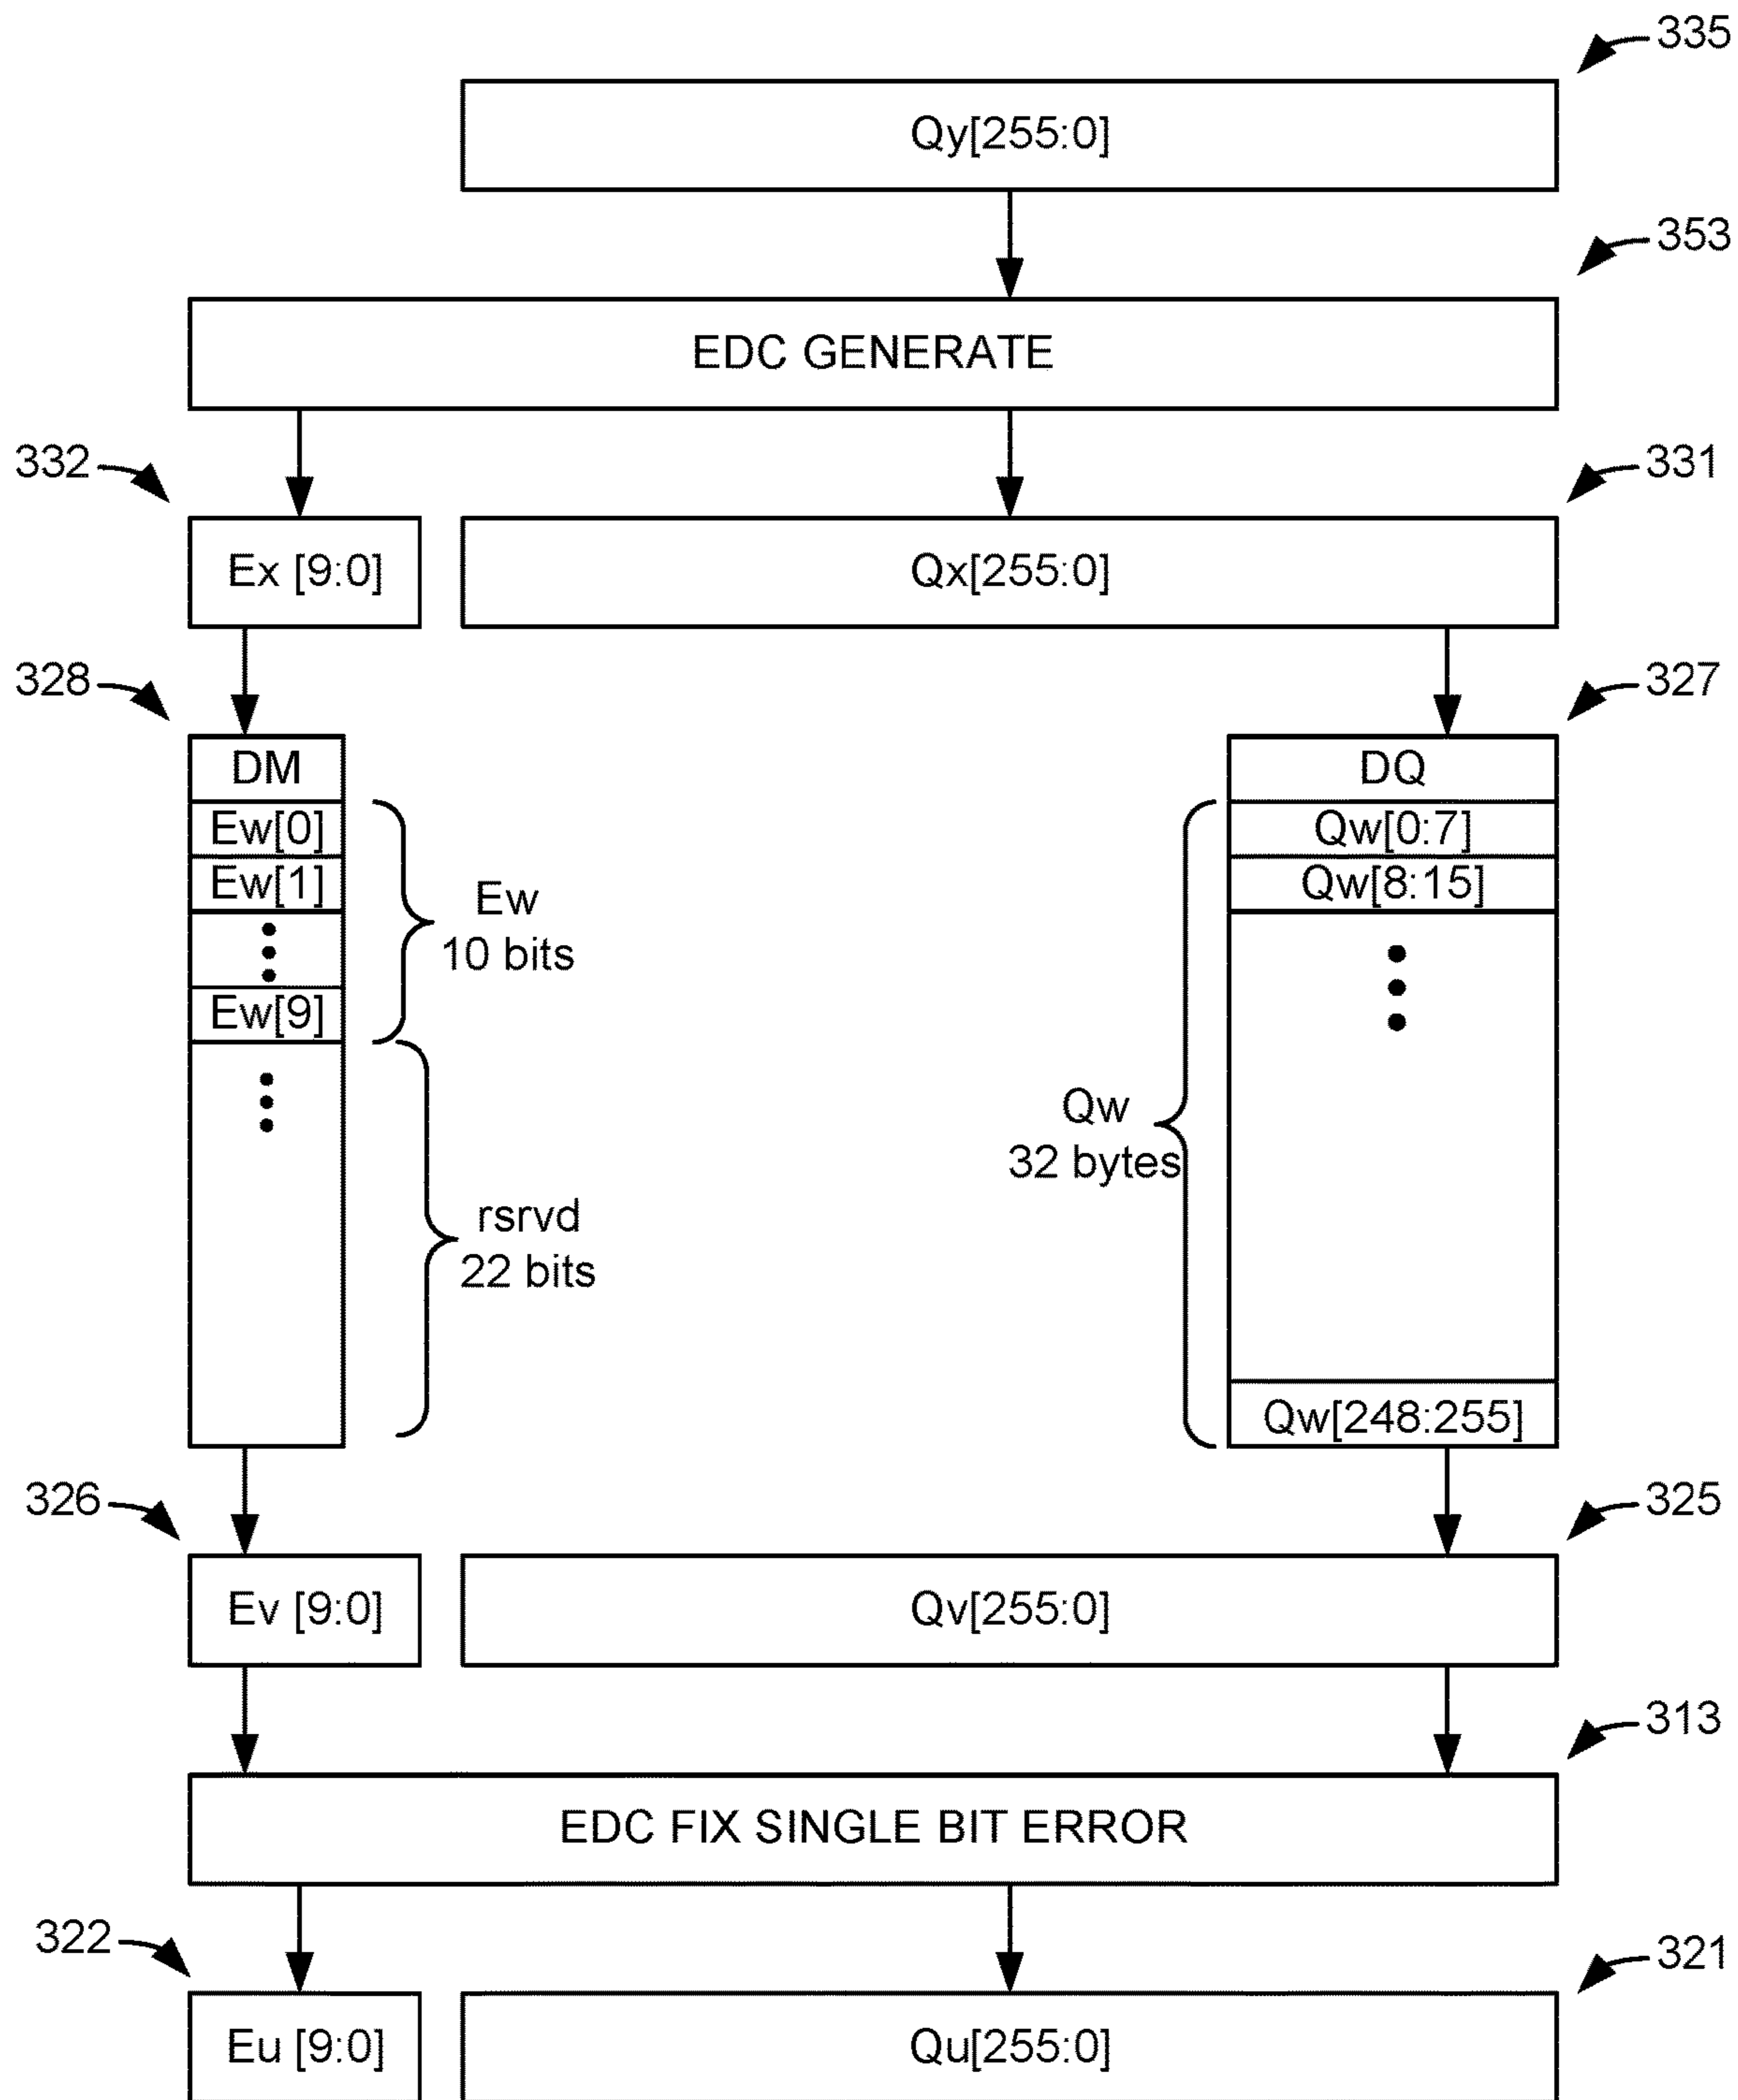 335
Qy[255:0]
353
EDC GENERATE
332
331
Ex [9:0]
Qx[255:0]
328
327
DM
DQ
Ew[0]
Qw[0:7]
Ew[1]
Qw[8:15]
Ew
10 bits
Ew[9]
Qw
32 bytes
rsrvd
22 bits
Qw[248:255]
326
325
Ev [9:0]
Qv[255:0]
313
EDC FIX SINGLE BIT ERROR
322
321
Eu [9:0]
Qu[255:0]